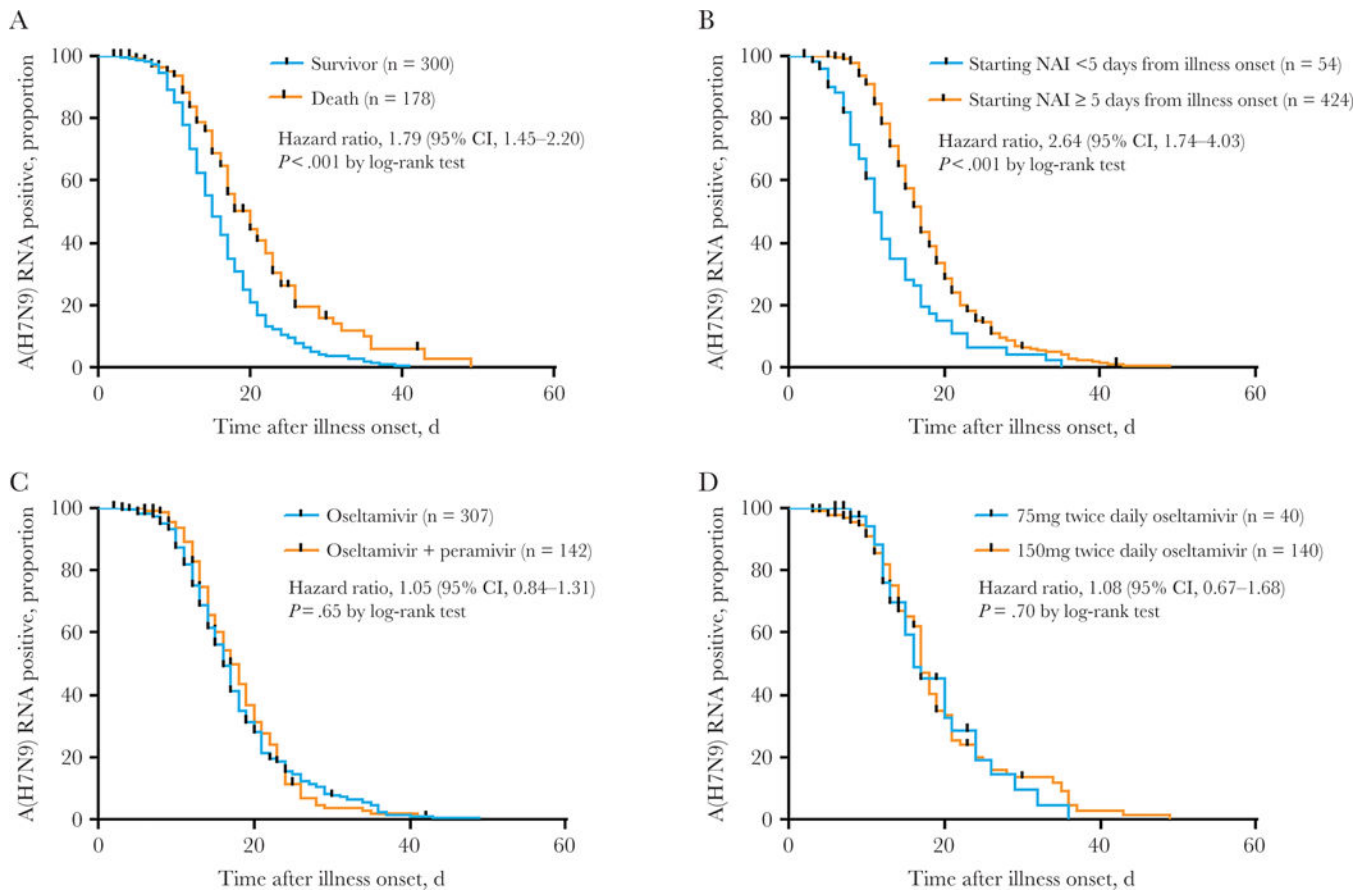 A
A(H7N9) RNA positive, proportion
100
80
60
40
20
0
Survivor (n = 300)
Death (n = 178)
Hazard ratio, 1.79 (95% CI, 1.45–2.20)
P< .001 by log-rank test
0 20 40 60
Time after illness onset, d
B
A(H7N9) RNA positive, proportion
100
80
60
40
20
0
Starting NAI <5 days from illness onset (n = 54)
Starting NAI ≥ 5 days from illness onset (n = 424)
Hazard ratio, 2.64 (95% CI, 1.74–4.03)
P< .001 by log-rank test
0 20 40 60
Time after illness onset, d
C
A(H7N9) RNA positive, proportion
100
80
60
40
20
0
Oseltamivir (n = 307)
Oseltamivir + peramivir (n = 142)
Hazard ratio, 1.05 (95% CI, 0.84–1.31)
P= .65 by log-rank test
0 20 40 60
Time after illness onset, d
D
A(H7N9) RNA positive, proportion
100
80
60
40
20
0
75mg twice daily oseltamivir (n = 40)
150mg twice daily oseltamivir (n = 140)
Hazard ratio, 1.08 (95% CI, 0.67–1.68)
P= .70 by log-rank test
0 20 40 60
Time after illness onset, d